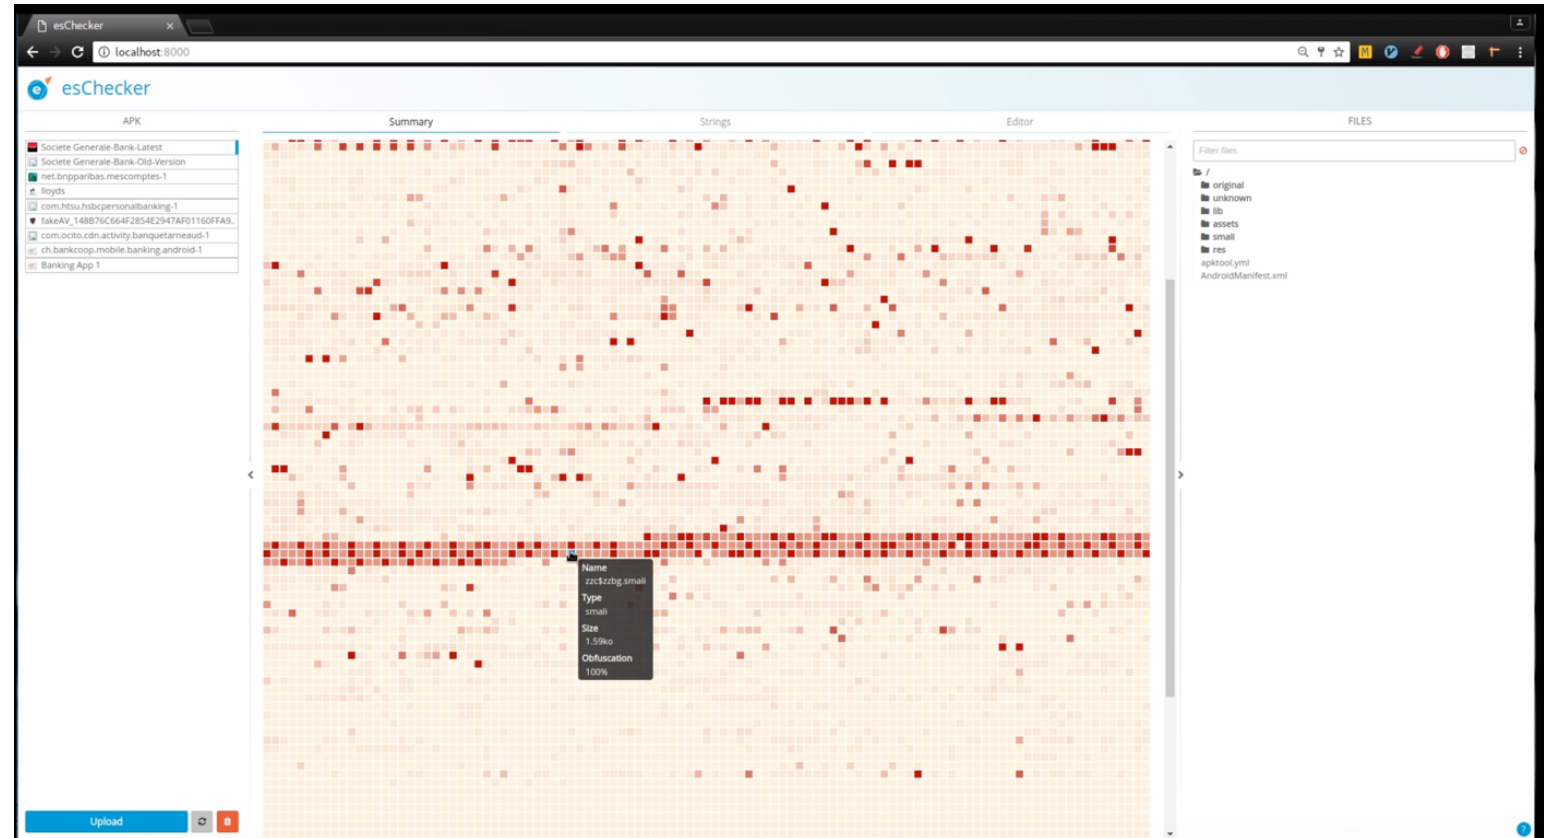 esChecker
localhost:8000
esChecker
APK
Summary
Strings
Editor
FILES
Societe Generale-Bank-Latest
Societe Generale-Bank-Old-Version
net.bnpparibas.mescomptes-1
lloyds
com.htsu.hsbcpersonalbanking-1
fakeAV_148B76C664F2854E2947AF01160FFA9..
com.ocito.cdn.activity.banquetarneaud-1
ch.bankcoop.mobile.banking.android-1
Banking App 1
Upload
Name
zzc$zzbg.smali
Type
smali
Size
1.59ko
Obfuscation
100%
Filter files
/
original
unknown
lib
assets
smali
res
apktool.yml
AndroidManifest.xml
?